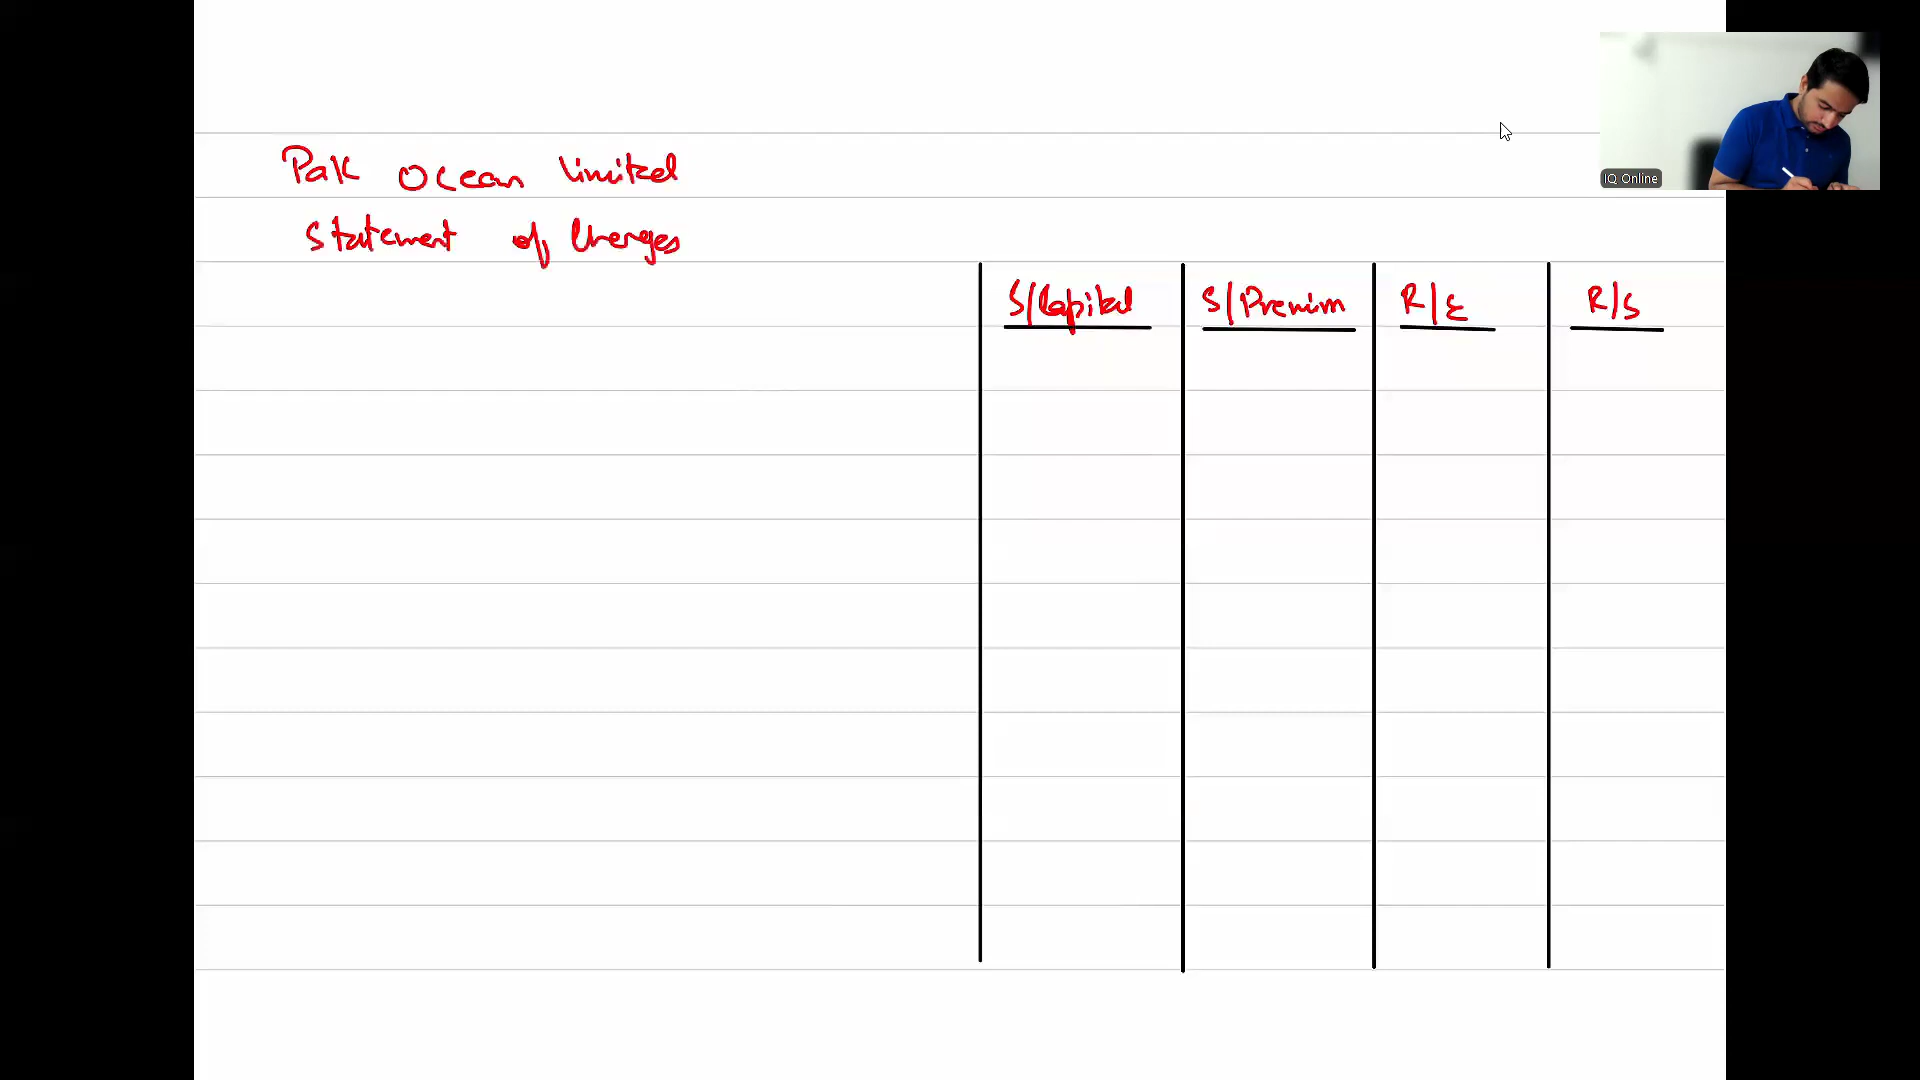 Pak Ocean limited
Statement of Changes
S/Capital S/Premium R/E R/S
IQ Online